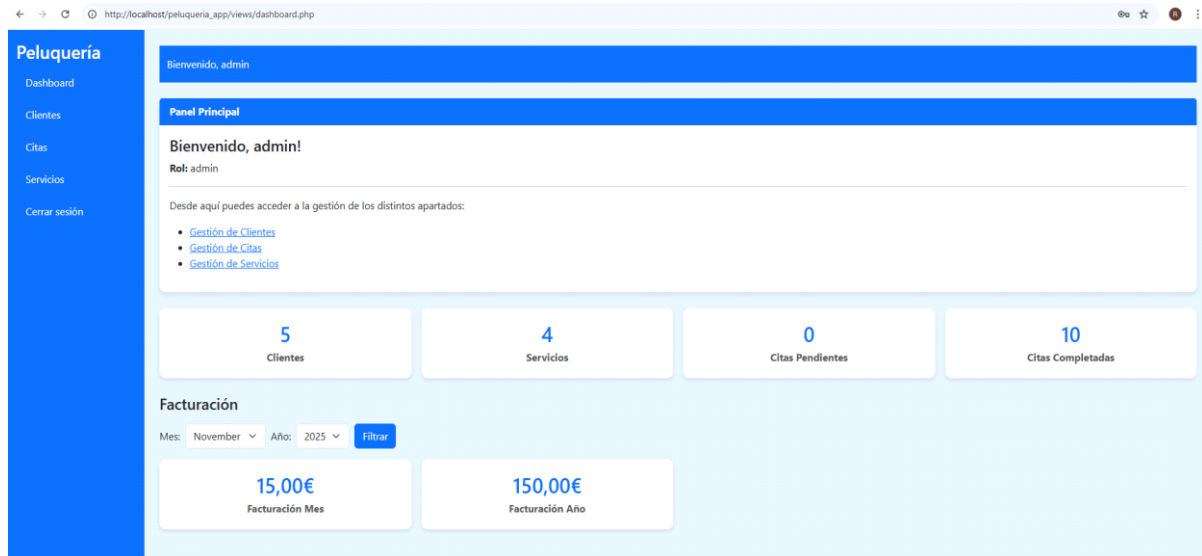 http://localhost/peluqueria_app/views/dashboard.php
R
Peluquería
Dashboard
Clientes
Citas
Servicios
Cerrar sesión
Bienvenido, admin
Panel Principal
Bienvenido, admin!
Rol: admin
Desde aquí puedes acceder a la gestión de los distintos apartados:
Gestión de Clientes
Gestión de Citas
Gestión de Servicios
5
Clientes
4
Servicios
0
Citas Pendientes
10
Citas Completadas
Facturación
Mes: November Año: 2025 Filtrar
15,00€
Facturación Mes
150,00€
Facturación Año